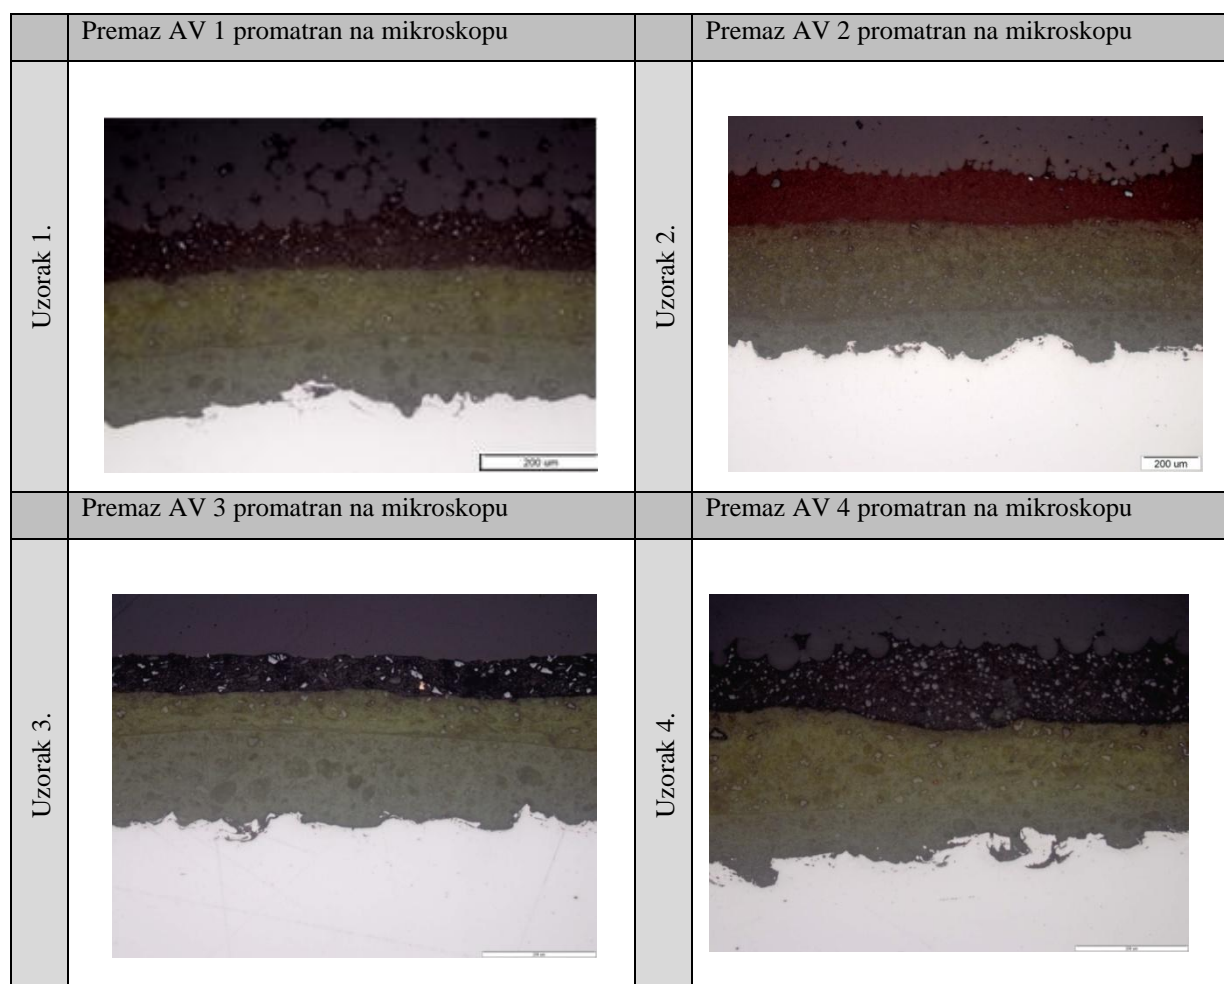 Premaz AV 1 promatran na mikroskopu
Premaz AV 2 promatran na mikroskopu
Uzorak 1.
200 um
Uzorak 2.
200 um
Premaz AV 3 promatran na mikroskopu
Premaz AV 4 promatran na mikroskopu
Uzorak 3.
Uzorak 4.